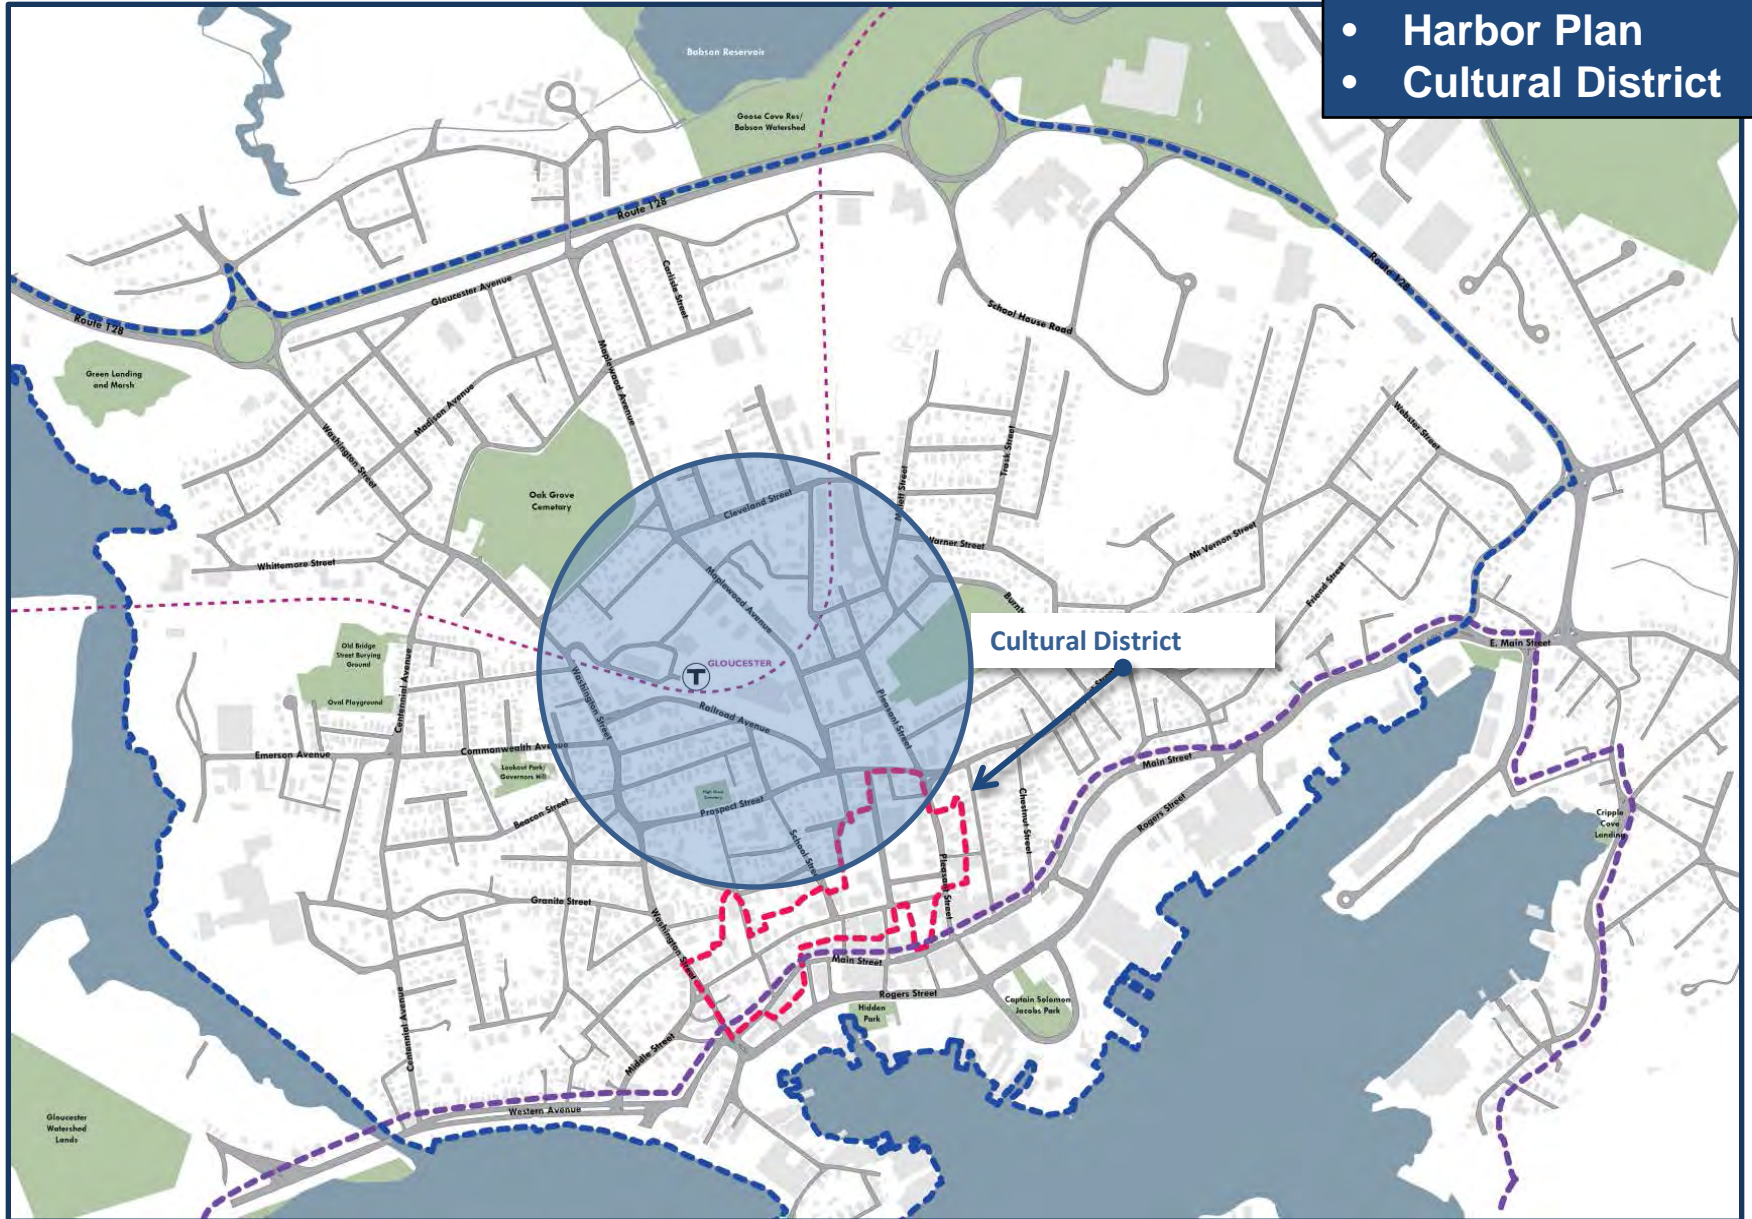 • Harbor Plan
• Cultural District
Babson Reservoir
Goose Cove Res/
Babson Watershed
Route 128
Route 128
Route 128
Gloucester Avenue
Carlisle Street
School House Road
Green Landing
and Marsh
Madison Avenue
Maplewood Avenue
Washington Street
Webster Street
Trask Street
Oak Grove
Cemetery
Cleveland Street
Warner Street
Mt Vernon Street
Whittemore Street
Maplewood Avenue
Friend Street
Cultural District
Old Bridge
Street Burying
Ground
GLOUCESTER
T
E. Main Street
Oval Playground
Centennial Avenue
Washington Street
Railroad Avenue
Pleasant Street
Emerson Avenue
Commonwealth Avenue
Lookout Park/
Governors Hill
Main Street
Prospect Street
Beacon Street
Chestnut Street
Rogers Street
Cripple
Cove
Landing
School Street
Pleasant Street
Granite Street
Washington Street
Main Street
Rogers Street
Hidden
Park
Captain Solomon
Jacobs Park
Centennial Avenue
Middle Street
Western Avenue
Gloucester
Watershed
Lands